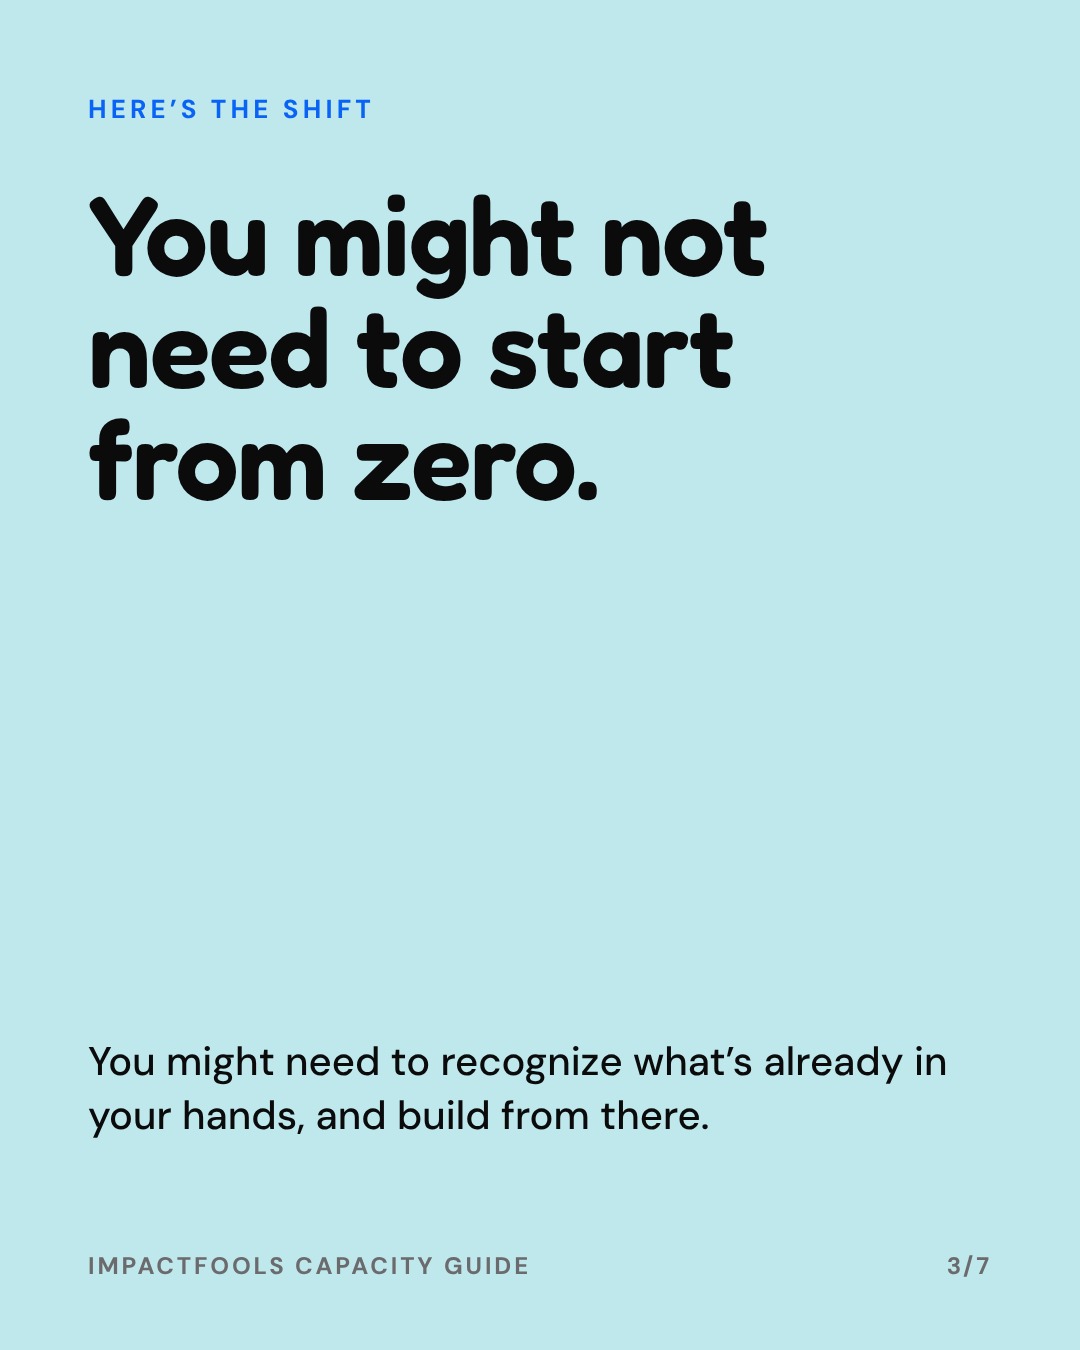 HERE’S THE SHIFT
You might not
need to start
from zero.
You might need to recognize what’s already in
your hands, and build from there.
IMPACTFOOLS CAPACITY GUIDE
3/7